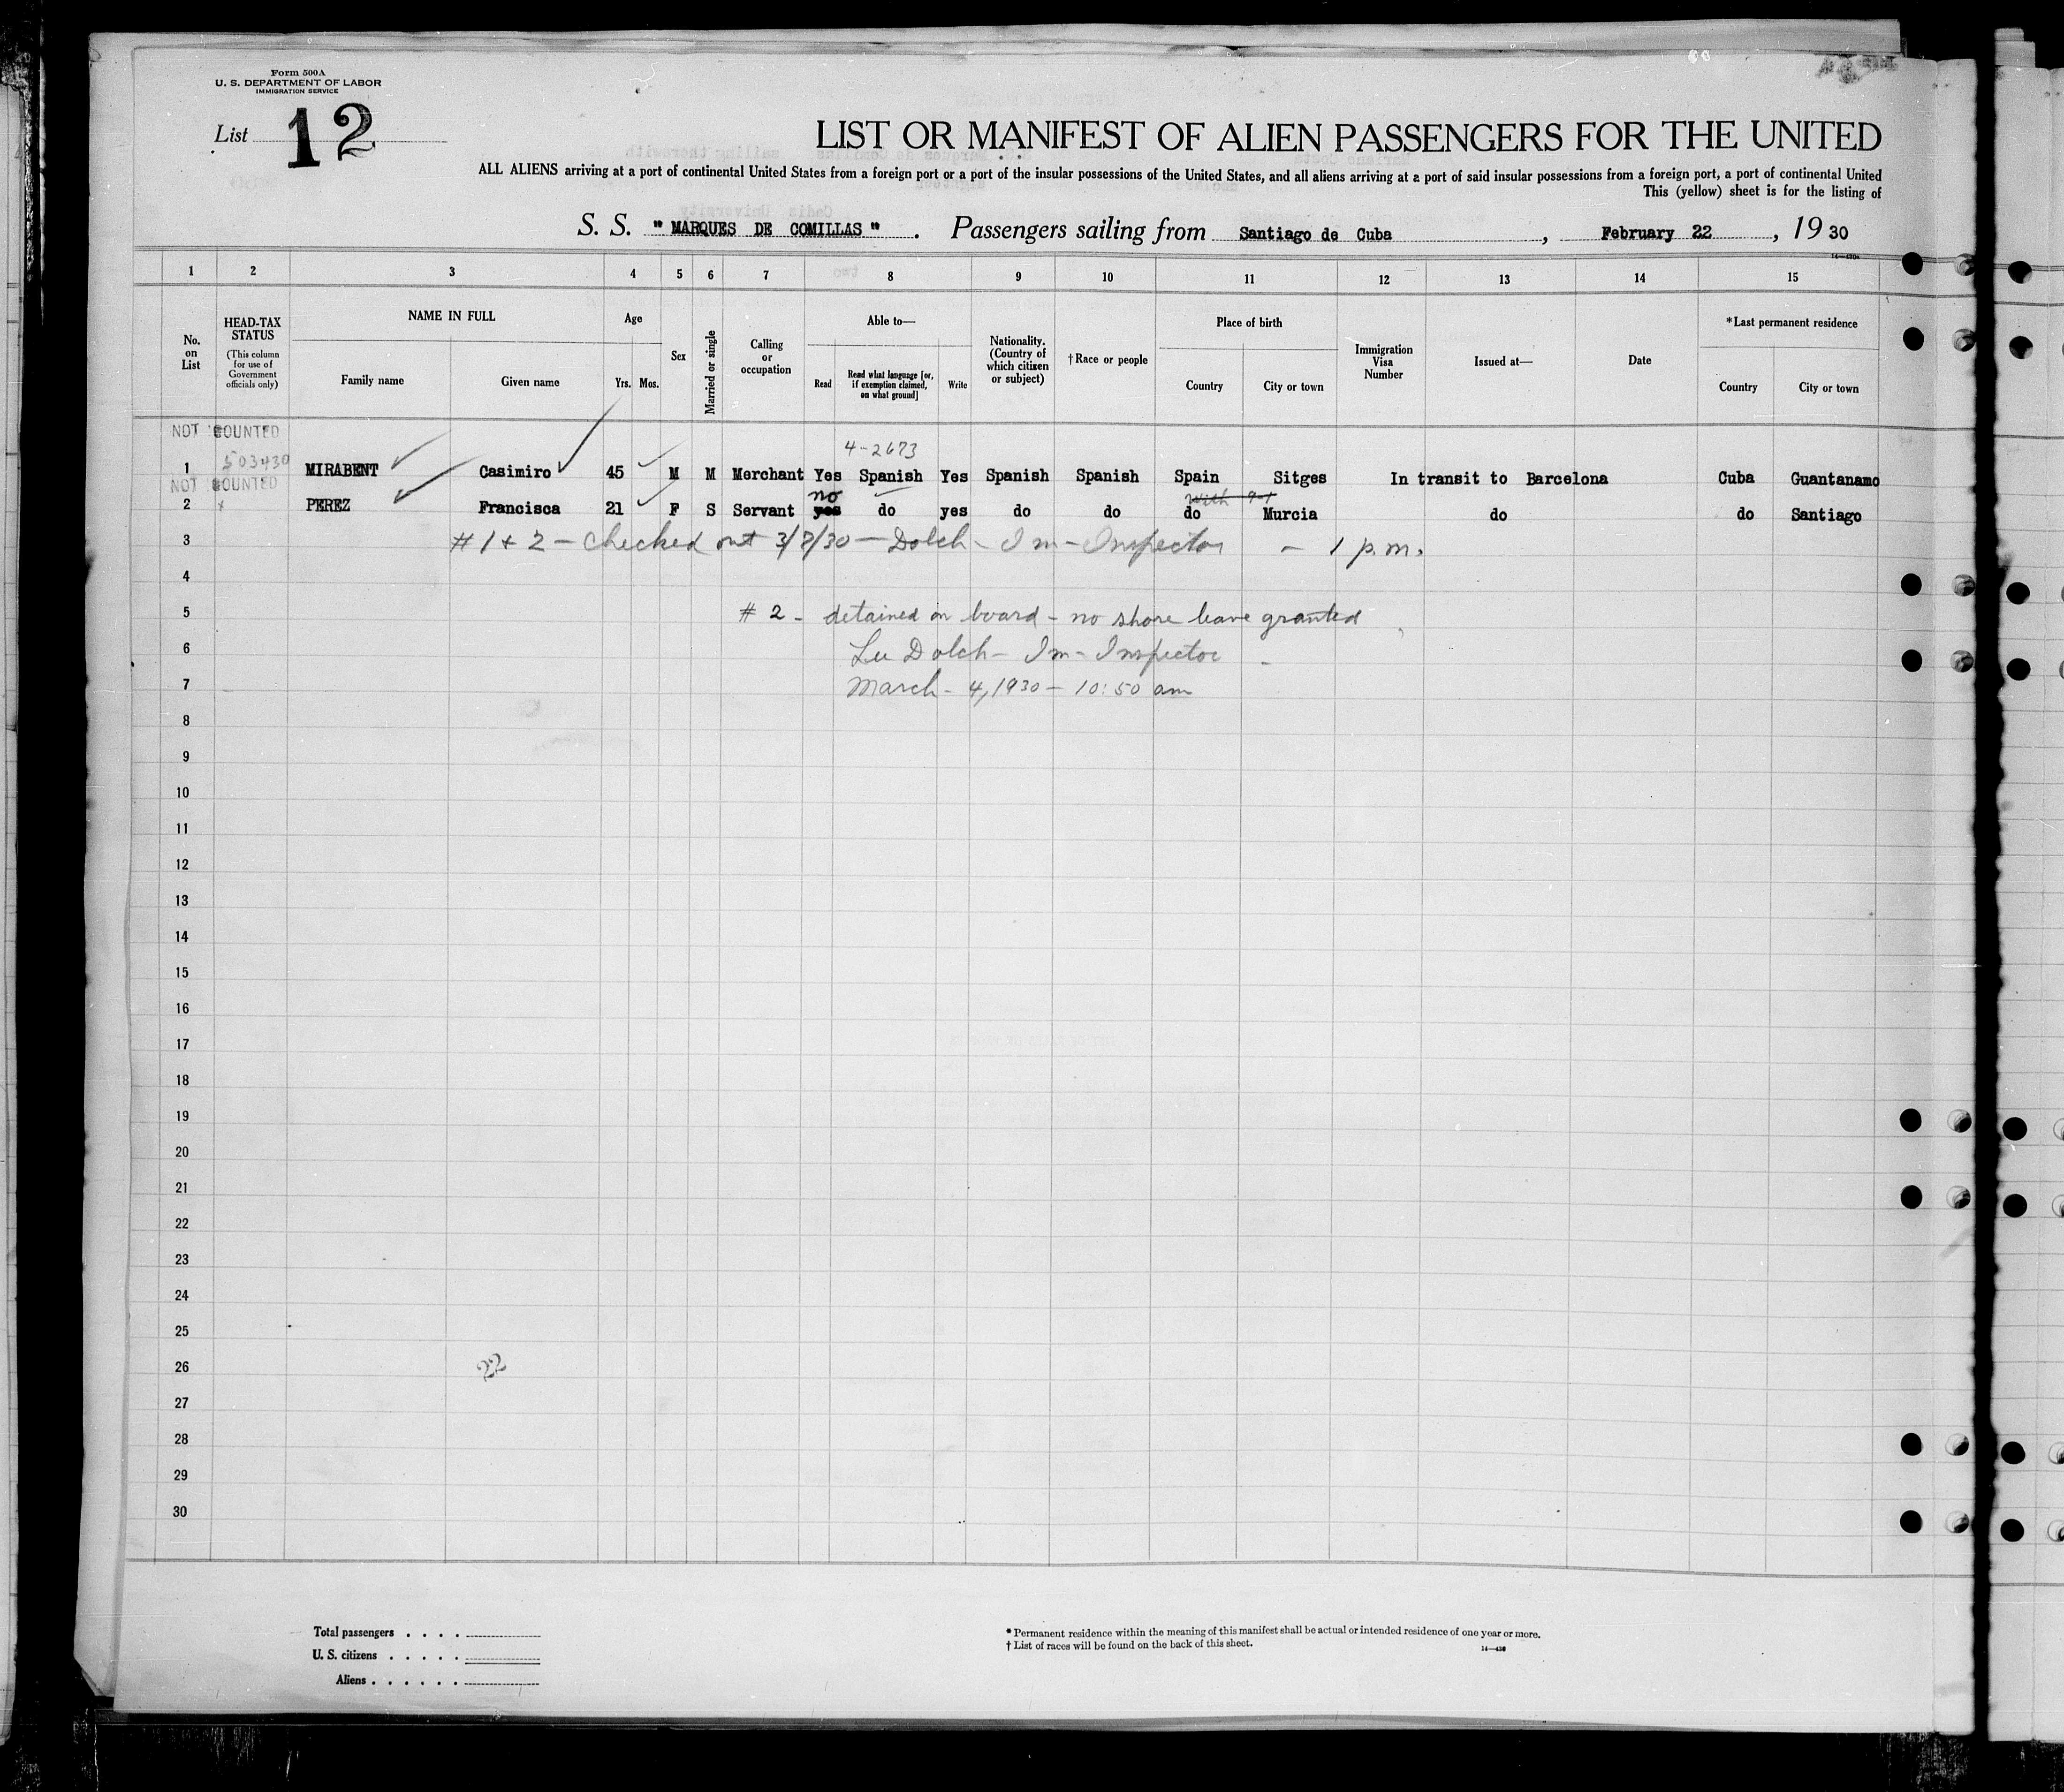 Form 500A
U. S. DEPARTMENT OF LABOR
IMMIGRATION SERVICE
List 12
LIST OR MANIFEST OF ALIEN PASSENGERS FOR THE UNITED
ALL ALIENS arriving at a port of continental United States from a foreign port or a port of the insular possessions of the United States, and all aliens arriving at a port of said insular possessions from a foreign port, a port of continental United
This (yellow) sheet is for the listing of
S. S. " MARQUES DE COMILLAS " . Passengers sailing from Santiago de Cuba , February 22 , 19 30
1 2 3 4 5 6 7 8 9 10 11 12 13 14 15
No. on List
HEAD-TAX STATUS
(This column for use of Government officials only)
NAME IN FULL
Family name Given name
Age
Yrs. Mos.
Sex
Married or single
Calling or occupation
Able to—
Read
Read what language [or, if exemption claimed, on what ground]
Write
Nationality. (Country of which citizen or subject)
† Race or people
Place of birth
Country City or town
Immigration Visa Number
Issued at—
Date
*Last permanent residence
Country City or town
NOT COUNTED
503430
4-2673
1 MIRABENT Casimiro 45 M M Merchant Yes Spanish Yes Spanish Spanish Spain Sitges In transit to Barcelona Cuba Guantanamo
NOT COUNTED
no
with
2 x PEREZ Francisca 21 F S Servant yes do yes do do do Murcia do do Santiago
3 # 1 + 2 - checked out 3/7/30 - Dolch - Im - Inspector - 1 p.m.
4
5 # 2 - detained on board - no shore leave granted
6 Lee Dolch - Im - Inspector -
7 March - 4, 1930 - 10:50 am
8
9
10
11
12
13
14
15
16
17
18
19
20
21
22
23
24
25
26 22
27
28
29
30
Total passengers . . . .
U. S. citizens . . . . .
Aliens . . . . . .
* Permanent residence within the meaning of this manifest shall be actual or intended residence of one year or more.
† List of races will be found on the back of this sheet.